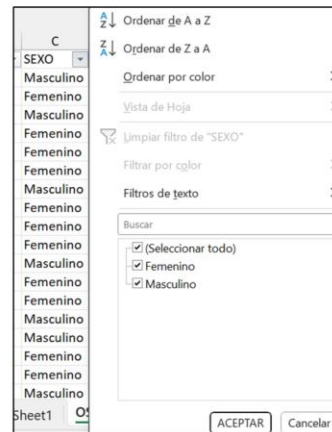 C
SEXO
Masculino
Femenino
Masculino
Femenino
Femenino
Femenino
Masculino
Femenino
Femenino
Femenino
Masculino
Femenino
Femenino
Masculino
Masculino
Femenino
Femenino
Masculino
Sheet1
Ordenar de A a Z
Ordenar de Z a A
Ordenar por color
Vista de Hoja
Limpiar filtro de "SEXO"
Filtrar por color
Filtros de texto
Buscar
(Seleccionar todo)
Femenino
Masculino
ACEPTAR Cancelar